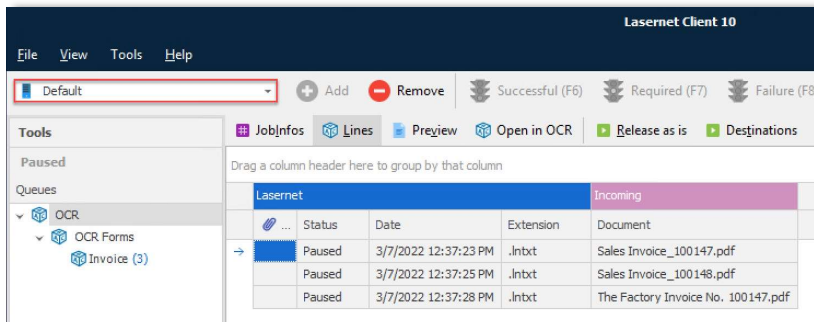 Lasernet Client 10
File View Tools Help
Default Add Remove Successful (F6) Required (F7) Failure (F8
Tools
Paused
Queues
OCR
OCR Forms
Invoice (3)
JobInfos Lines Preview Open in OCR Release as is Destinations
Drag a column header here to group by that column
Lasernet Incoming
... Status Date Extension Document
Paused 3/7/2022 12:37:23 PM .lntxt Sales Invoice_100147.pdf
Paused 3/7/2022 12:37:25 PM .lntxt Sales Invoice_100148.pdf
Paused 3/7/2022 12:37:28 PM .lntxt The Factory Invoice No. 100147.pdf